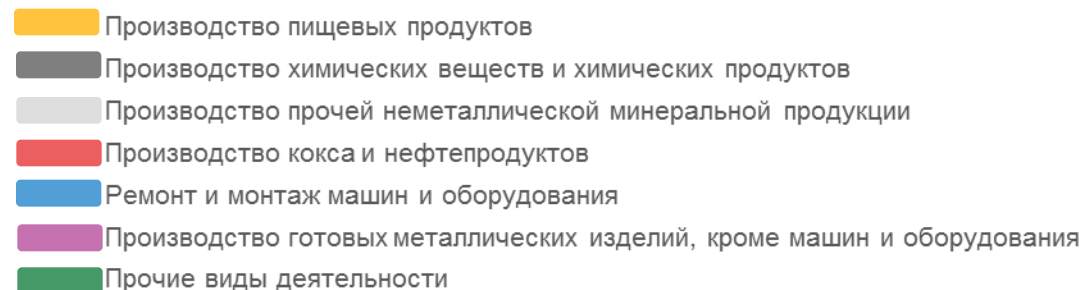 Производство пищевых продуктов
Производство химических веществ и химических продуктов
Производство прочей неметаллической минеральной продукции
Производство кокса и нефтепродуктов
Ремонт и монтаж машин и оборудования
Производство готовых металлических изделий, кроме машин и оборудования
Прочие виды деятельности